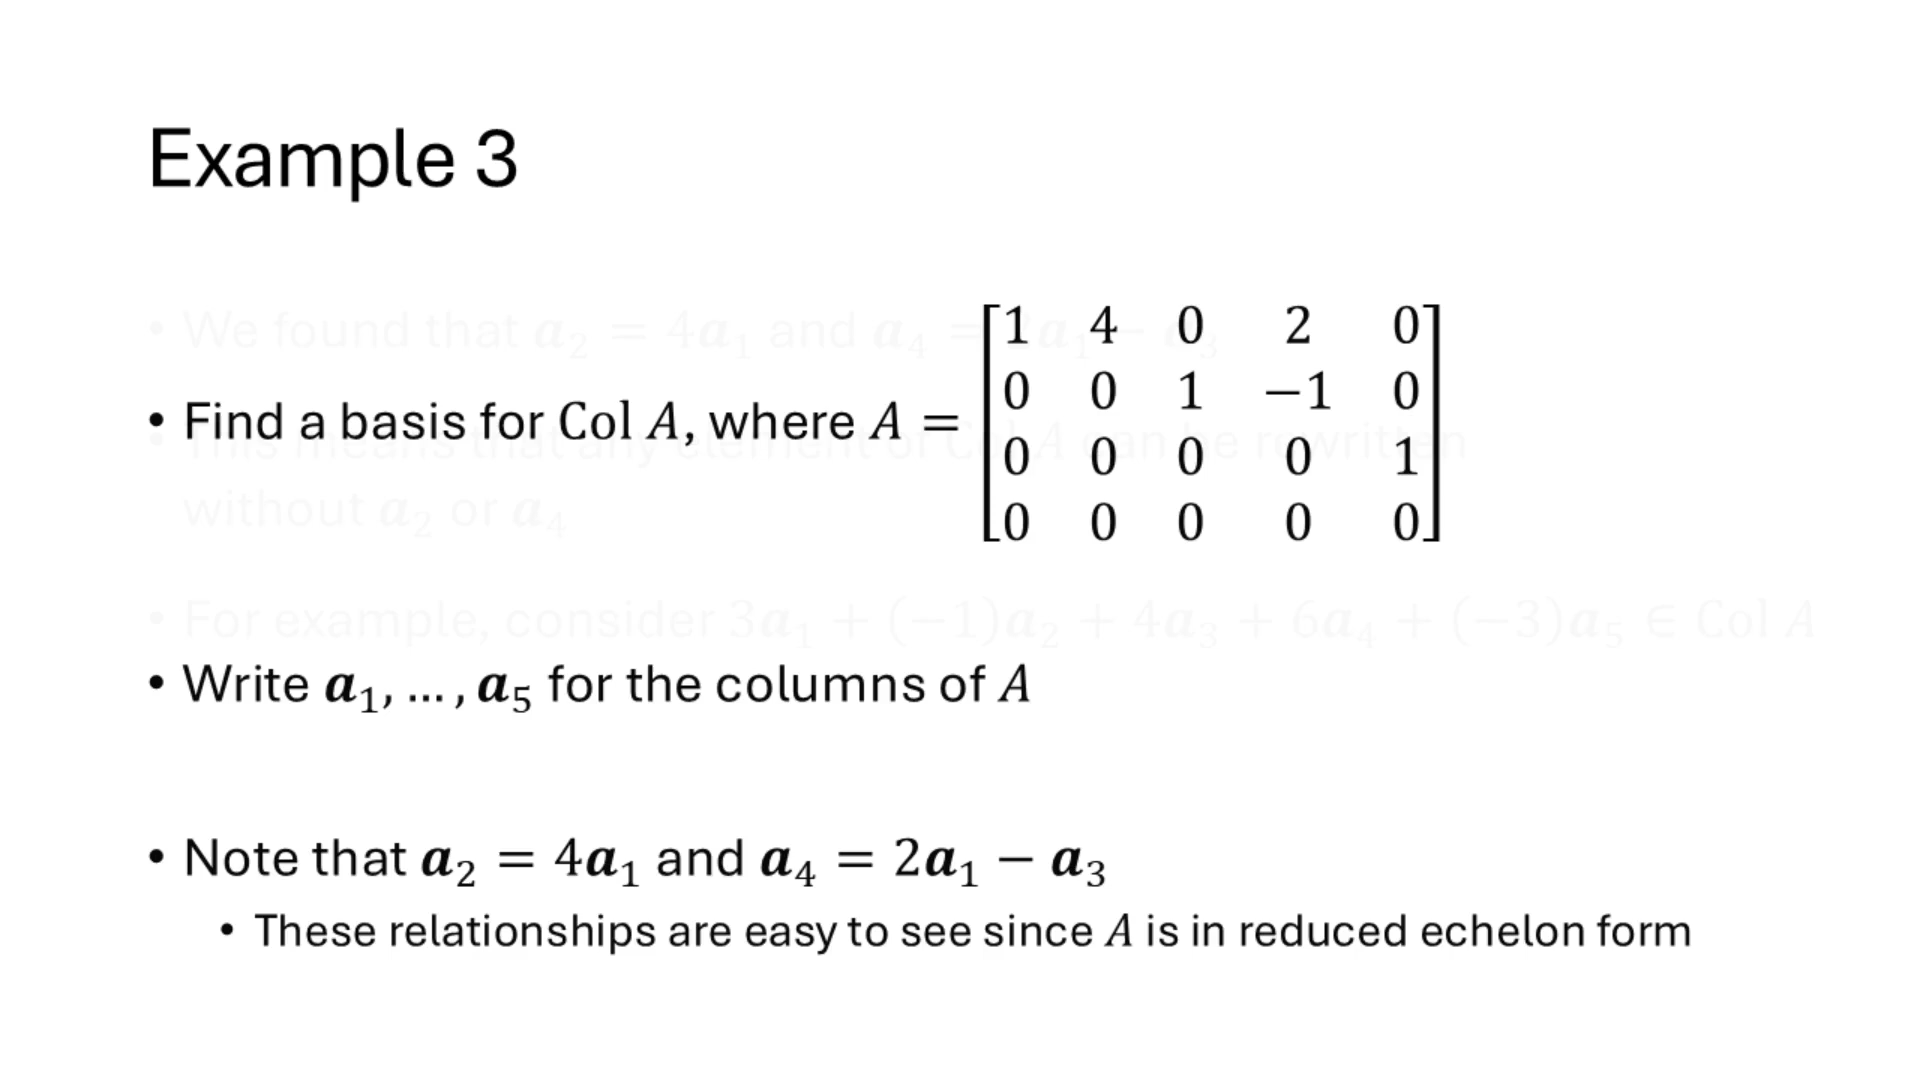 Example 3
• We found that a₂ = 4a₁ and a₄ = 2a₁ − a₃
• Find a basis for Col A, where A = [1 4 0 2 0
0 0 1 −1 0
0 0 0 0 1
0 0 0 0 0]
• This means that any element of Col A can be rewritten
without a₂ or a₄
• For example, consider 3a₁ + (−1)a₂ + 4a₃ + 6a₄ + (−3)a₅ ∈ Col A
• Write a₁, … , a₅ for the columns of A
• Note that a₂ = 4a₁ and a₄ = 2a₁ − a₃
• These relationships are easy to see since A is in reduced echelon form